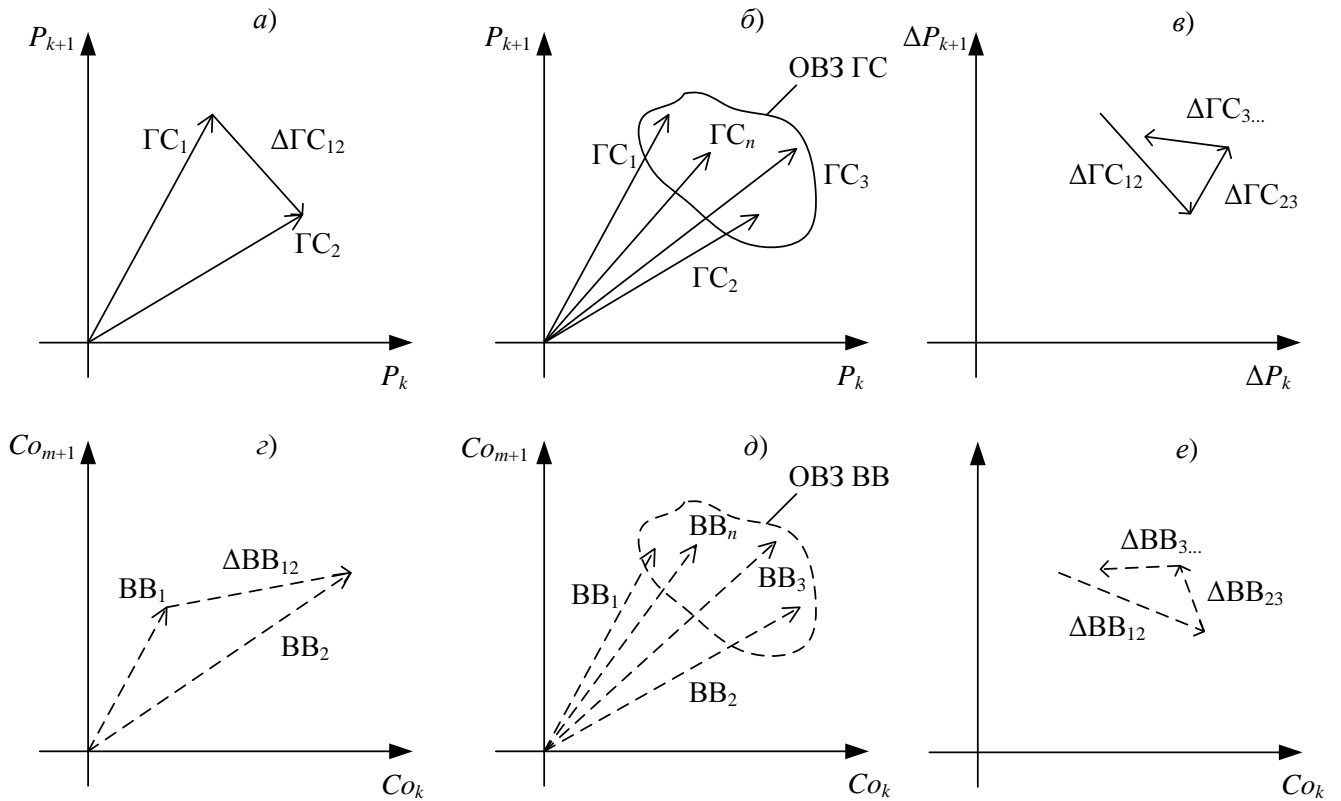 а)
P_{k+1}
ГС_1
ΔГС_{12}
ГС_2
P_k
б)
P_{k+1}
ОВЗ ГС
ГС_1
ГС_n
ГС_3
ГС_2
P_k
в)
ΔP_{k+1}
ΔГС_{3...}
ΔГС_{12}
ΔГС_{23}
ΔP_k
г)
Co_{m+1}
ВВ_1
ΔВВ_{12}
ВВ_2
Co_k
д)
Co_{m+1}
ОВЗ ВВ
ВВ_n
ВВ_1
ВВ_3
ВВ_2
Co_k
е)
ΔВВ_{3...}
ΔВВ_{23}
ΔВВ_{12}
Co_k